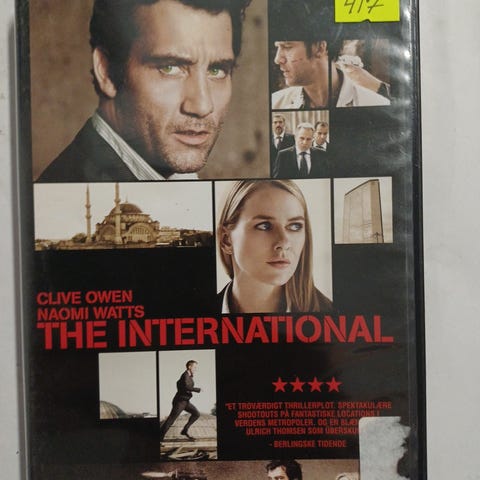 417
CLIVE OWEN
NAOMI WATTS
THE INTERNATIONAL
"ET TROVÆRDIGT THRILLERPLOT. SPEKTAKULÆRE
SHOOTOUTS PÅ FANTASTISKE LOCATIONS I
VERDENS METROPOLER. OG EN
ULRICH THOMSEN SOM
- BERLINGSKE TIDENDE